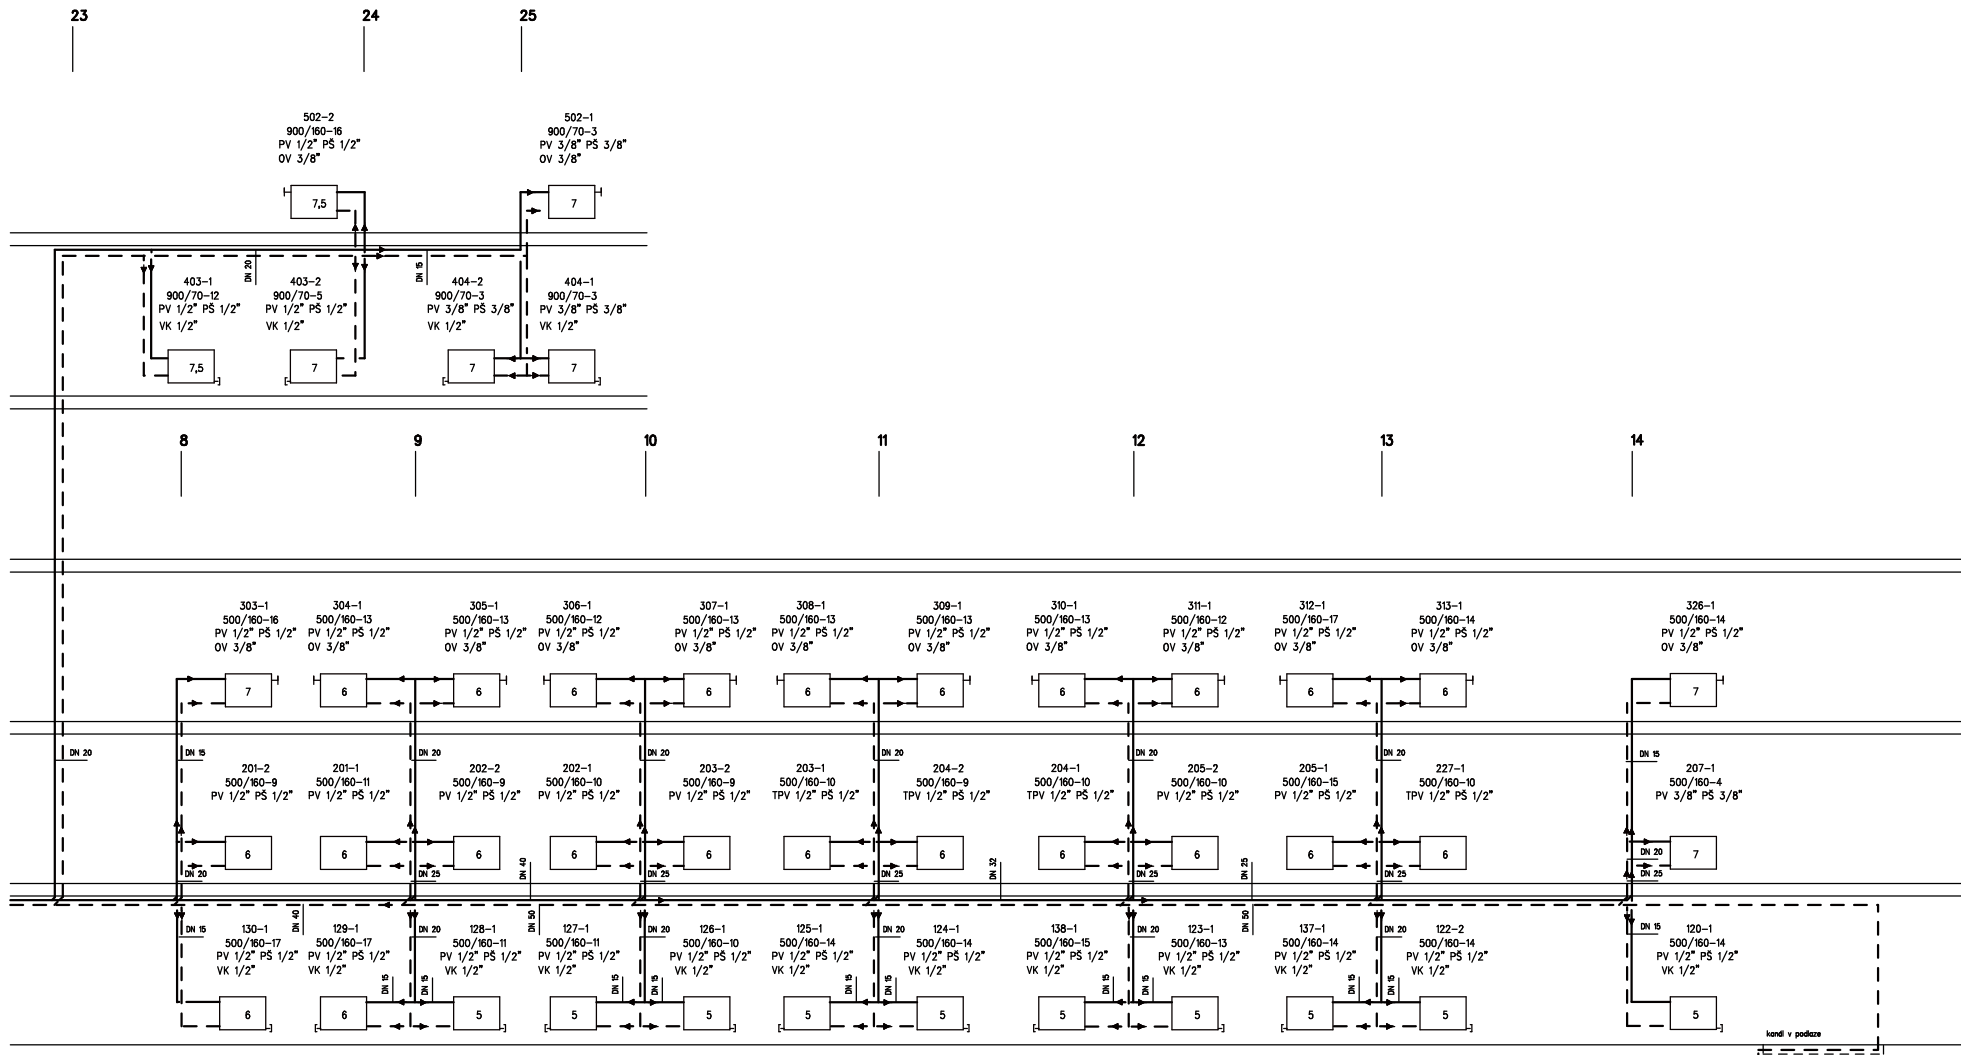 23 24 25
502-2
900/160-16
PV 1/2" PŠ 1/2"
OV 3/8"
502-1
900/70-3
PV 3/8" PŠ 3/8"
OV 3/8"
7,5
7
DN 20
DN 15
403-1
900/70-12
PV 1/2" PŠ 1/2"
VK 1/2"
403-2
900/70-5
PV 1/2" PŠ 1/2"
VK 1/2"
404-2
900/70-3
PV 3/8" PŠ 3/8"
VK 1/2"
404-1
900/70-3
PV 3/8" PŠ 3/8"
VK 1/2"
7,5
7
7
7
8 9 10 11 12 13 14
303-1
500/160-16
PV 1/2" PŠ 1/2"
OV 3/8"
304-1
500/160-13
PV 1/2" PŠ 1/2"
OV 3/8"
305-1
500/160-13
PV 1/2" PŠ 1/2"
OV 3/8"
306-1
500/160-12
PV 1/2" PŠ 1/2"
OV 3/8"
307-1
500/160-13
PV 1/2" PŠ 1/2"
OV 3/8"
308-1
500/160-13
PV 1/2" PŠ 1/2"
OV 3/8"
309-1
500/160-13
PV 1/2" PŠ 1/2"
OV 3/8"
310-1
500/160-13
PV 1/2" PŠ 1/2"
OV 3/8"
311-1
500/160-12
PV 1/2" PŠ 1/2"
OV 3/8"
312-1
500/160-17
PV 1/2" PŠ 1/2"
OV 3/8"
313-1
500/160-14
PV 1/2" PŠ 1/2"
OV 3/8"
326-1
500/160-14
PV 1/2" PŠ 1/2"
OV 3/8"
7 6 6 6 6 6 6 6 6 6 6 7
DN 20 DN 15 DN 20 DN 20 DN 20 DN 20 DN 20 DN 15
201-2
500/160-9
PV 1/2" PŠ 1/2"
201-1
500/160-11
PV 1/2" PŠ 1/2"
202-2
500/160-9
PV 1/2" PŠ 1/2"
202-1
500/160-10
PV 1/2" PŠ 1/2"
203-2
500/160-9
PV 1/2" PŠ 1/2"
203-1
500/160-10
TPV 1/2" PŠ 1/2"
204-2
500/160-9
TPV 1/2" PŠ 1/2"
204-1
500/160-10
TPV 1/2" PŠ 1/2"
205-2
500/160-10
PV 1/2" PŠ 1/2"
205-1
500/160-15
PV 1/2" PŠ 1/2"
227-1
500/160-10
TPV 1/2" PŠ 1/2"
207-1
500/160-4
PV 3/8" PŠ 3/8"
6 6 6 6 6 6 6 6 6 6 6 7
DN 20
DN 40 DN 32 DN 25
DN 20 DN 25 DN 25 DN 25 DN 25 DN 25 DN 25
DN 40 DN 50 DN 50
DN 15 DN 20 DN 20 DN 20 DN 20 DN 20 DN 15
130-1
500/160-17
PV 1/2" PŠ 1/2"
VK 1/2"
129-1
500/160-17
PV 1/2" PŠ 1/2"
VK 1/2"
128-1
500/160-11
PV 1/2" PŠ 1/2"
VK 1/2"
127-1
500/160-11
PV 1/2" PŠ 1/2"
VK 1/2"
126-1
500/160-10
PV 1/2" PŠ 1/2"
VK 1/2"
125-1
500/160-14
PV 1/2" PŠ 1/2"
VK 1/2"
124-1
500/160-14
PV 1/2" PŠ 1/2"
VK 1/2"
138-1
500/160-15
PV 1/2" PŠ 1/2"
VK 1/2"
123-1
500/160-13
PV 1/2" PŠ 1/2"
VK 1/2"
137-1
500/160-14
PV 1/2" PŠ 1/2"
VK 1/2"
122-2
500/160-14
PV 1/2" PŠ 1/2"
VK 1/2"
120-1
500/160-14
PV 1/2" PŠ 1/2"
VK 1/2"
DN 15 DN 15 DN 15 DN 15 DN 15 DN 15 DN 15 DN 15 DN 15 DN 15
6 6 5 5 5 5 5 5 5 5 5 5
kanál v podlaze